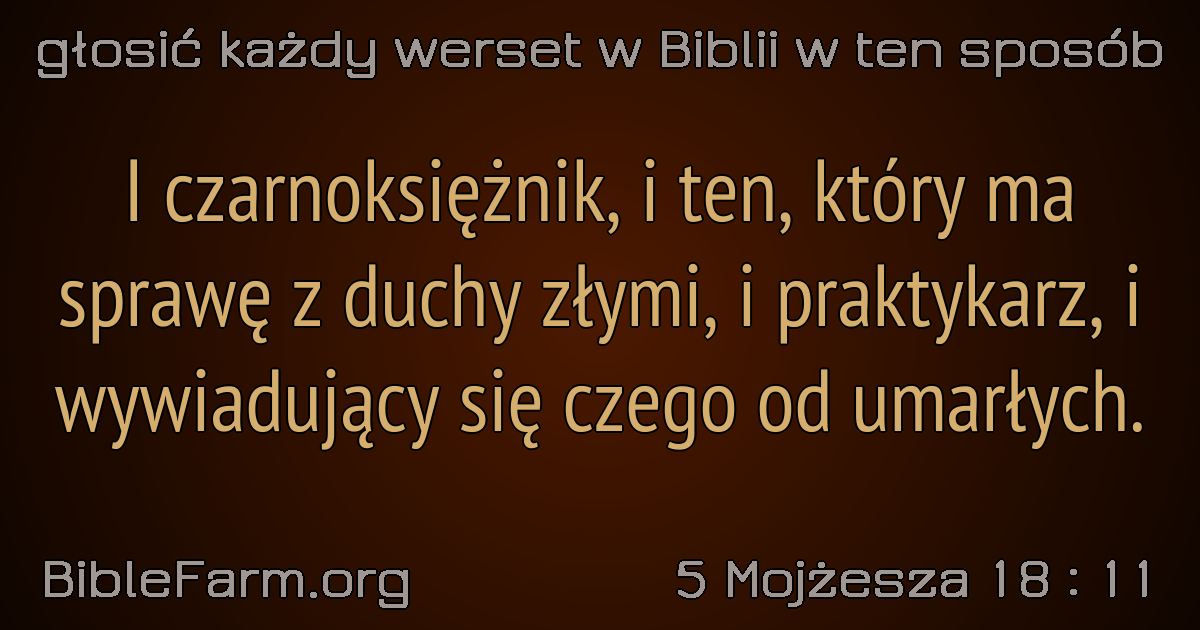 głosić każdy werset w Biblii w ten sposób
I czarnoksiężnik, i ten, który ma
sprawę z duchy złymi, i praktykarz, i
wywiadujący się czego od umarłych.
BibleFarm.org
5 Mojżesza 18 : 11